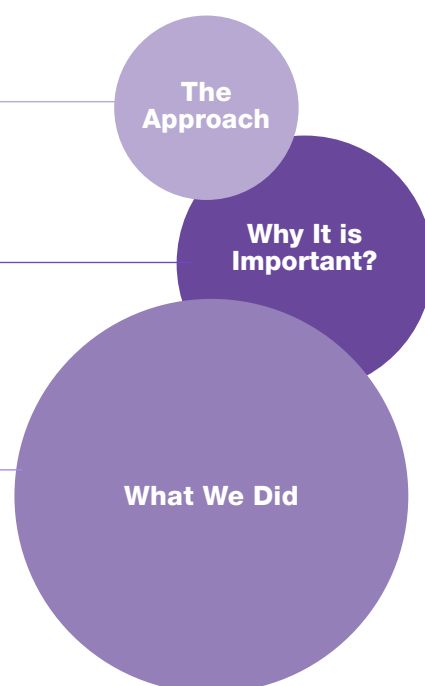 The
Approach
Why It is
Important?
What We Did